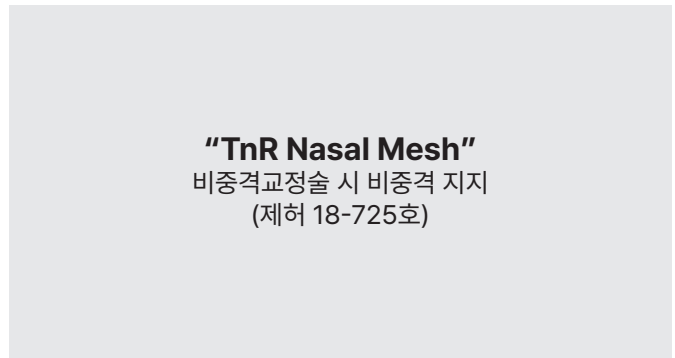 “TnR Nasal Mesh”
비중격교정술 시 비중격 지지
(제허 18-725호)